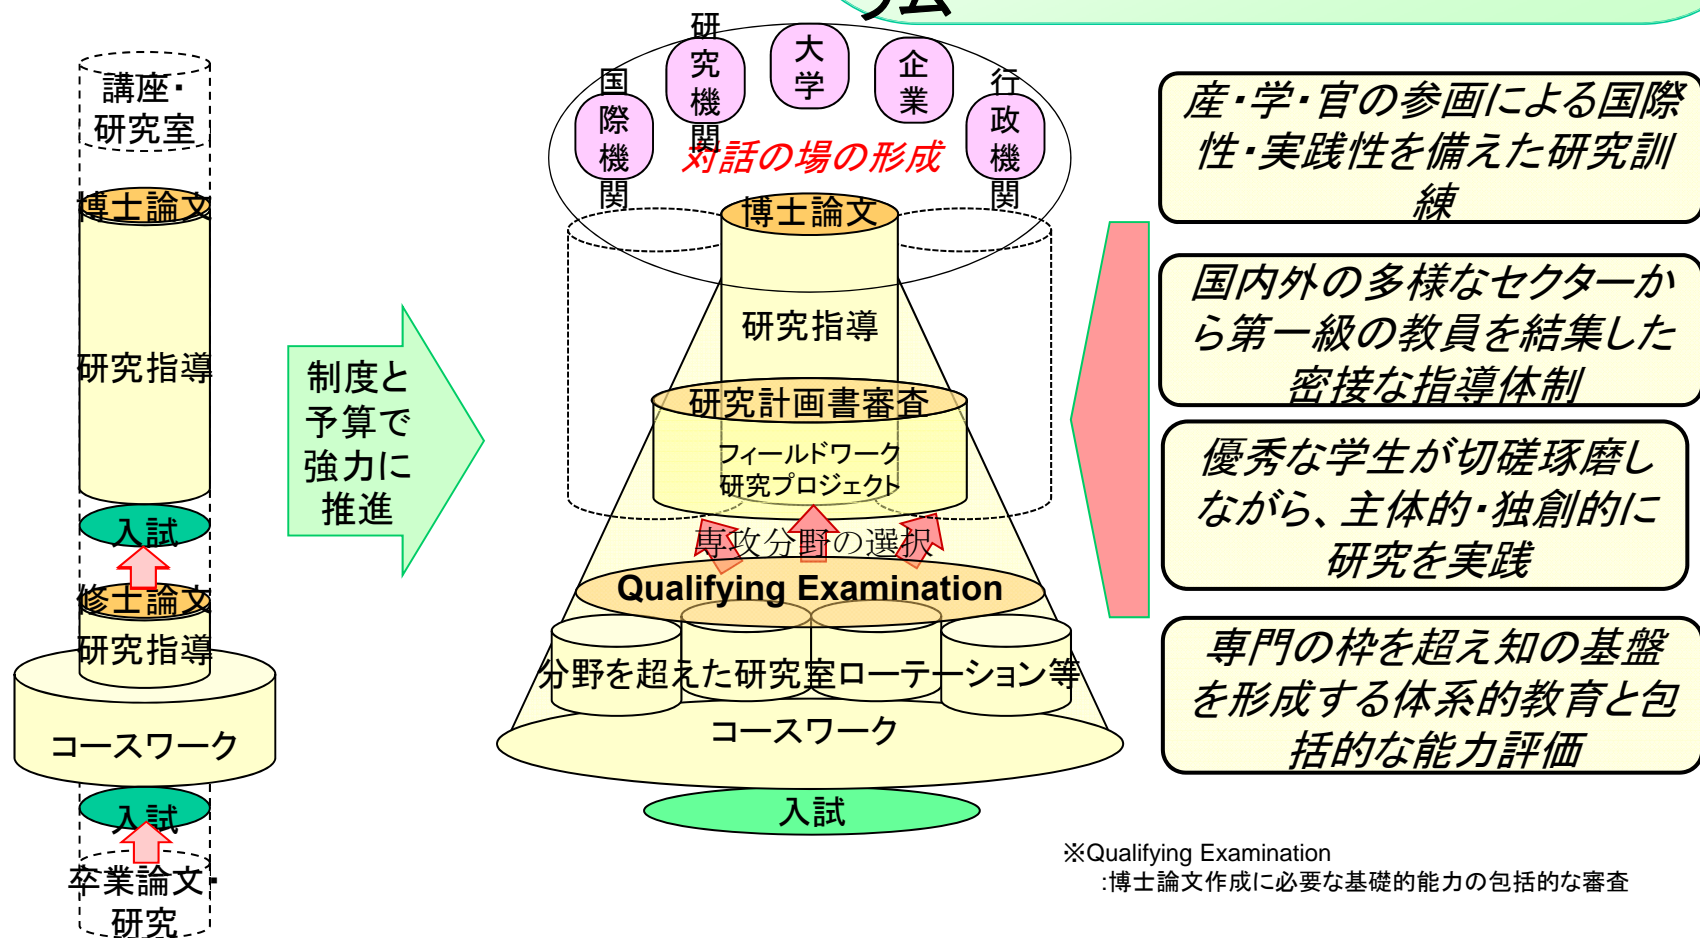 ラム
講座・
研究室
博士論文
研究指導
入試
修士論文
研究指導
コースワーク
入試
卒業論文・
研究
制度と
予算で
強力に
推進
国際機関
研究機関
大学
企業
行政機関
対話の場の形成
博士論文
研究指導
研究計画書審査
フィールドワーク
研究プロジェクト
専攻分野の選択
Qualifying Examination
分野を超えた研究室ローテーション等
コースワーク
入試
産・学・官の参画による国際
性・実践性を備えた研究訓
練
国内外の多様なセクターか
ら第一級の教員を結集した
密接な指導体制
優秀な学生が切磋琢磨し
ながら、主体的・独創的に
研究を実践
専門の枠を超え知の基盤
を形成する体系的教育と包
括的な能力評価
※Qualifying Examination
:博士論文作成に必要な基礎的能力の包括的な審査